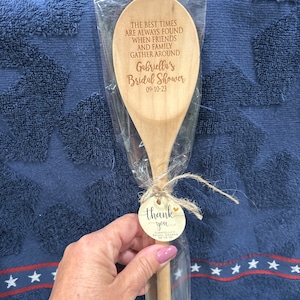 THE BEST TIMES
ARE ALWAYS FOUND
WHEN FRIENDS
AND FAMILY
GATHER AROUND
Gabriella's
Bridal Shower
09-10-23
thank
you